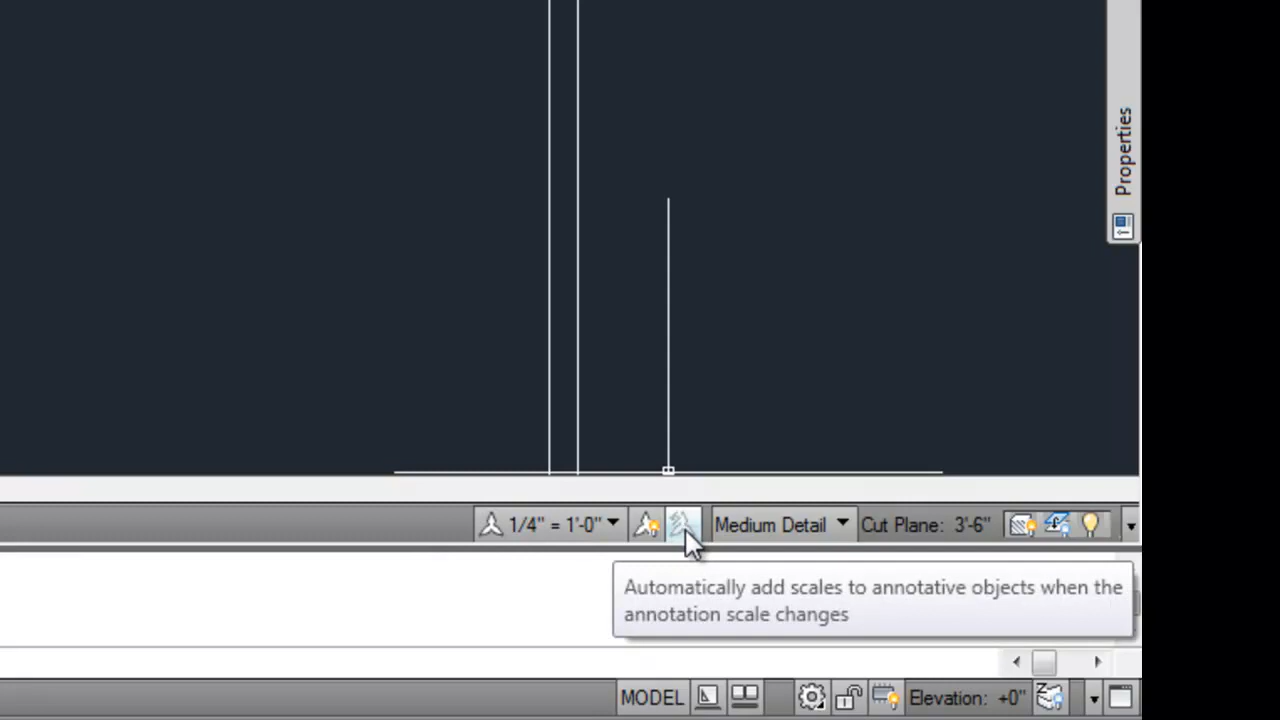 Properties
1/4" = 1'-0"
Medium Detail
Cut Plane: 3'-6"
Automatically add scales to annotative objects when the
annotation scale changes
MODEL
Elevation: +0"